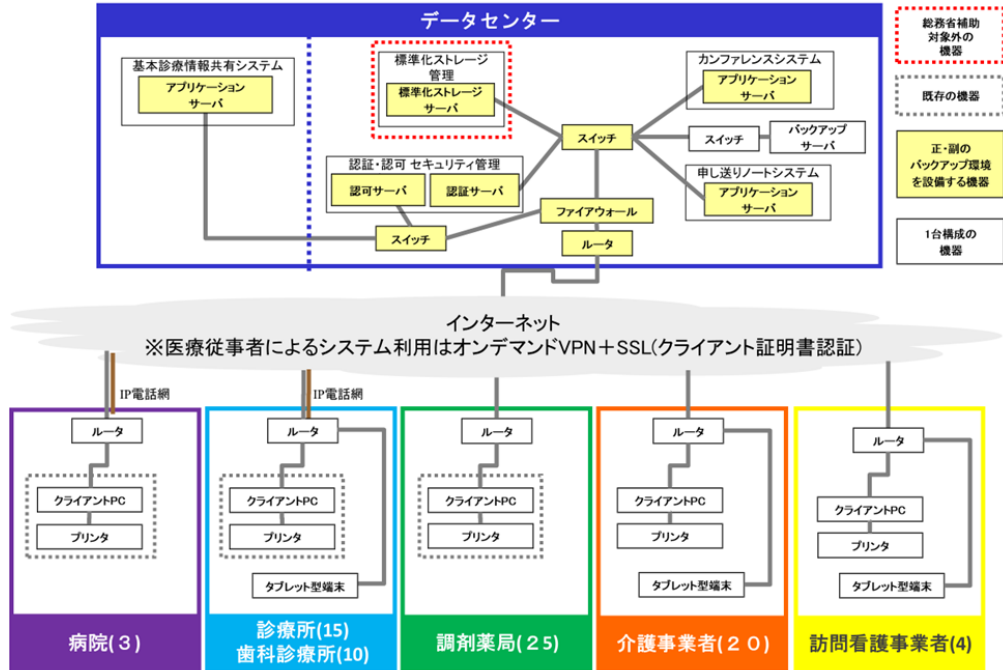 データセンター
基本診療情報共有システム
アプリケーション
サーバ
標準化ストレージ
管理
標準化ストレージ
サーバ
カンファレンスシステム
アプリケーション
サーバ
スイッチ
スイッチ
バックアップ
サーバ
認証・認可 セキュリティ管理
認可サーバ
認証サーバ
申し送りノートシステム
アプリケーション
サーバ
ファイアウォール
スイッチ
ルータ
総務省補助
対象外の
機器
既存の機器
正・副の
バックアップ環境
を設備する機器
1台構成の
機器
インターネット
※医療従事者によるシステム利用はオンデマンドVPN＋SSL(クライアント証明書認証)
IP電話網
IP電話網
ルータ
クライアントPC
プリンタ
病院(３)
ルータ
クライアントPC
プリンタ
タブレット型端末
診療所(15)
歯科診療所(10)
ルータ
クライアントPC
プリンタ
調剤薬局(２5)
ルータ
クライアントPC
プリンタ
タブレット型端末
介護事業者(２０)
ルータ
クライアントPC
プリンタ
タブレット型端末
訪問看護事業者(4)